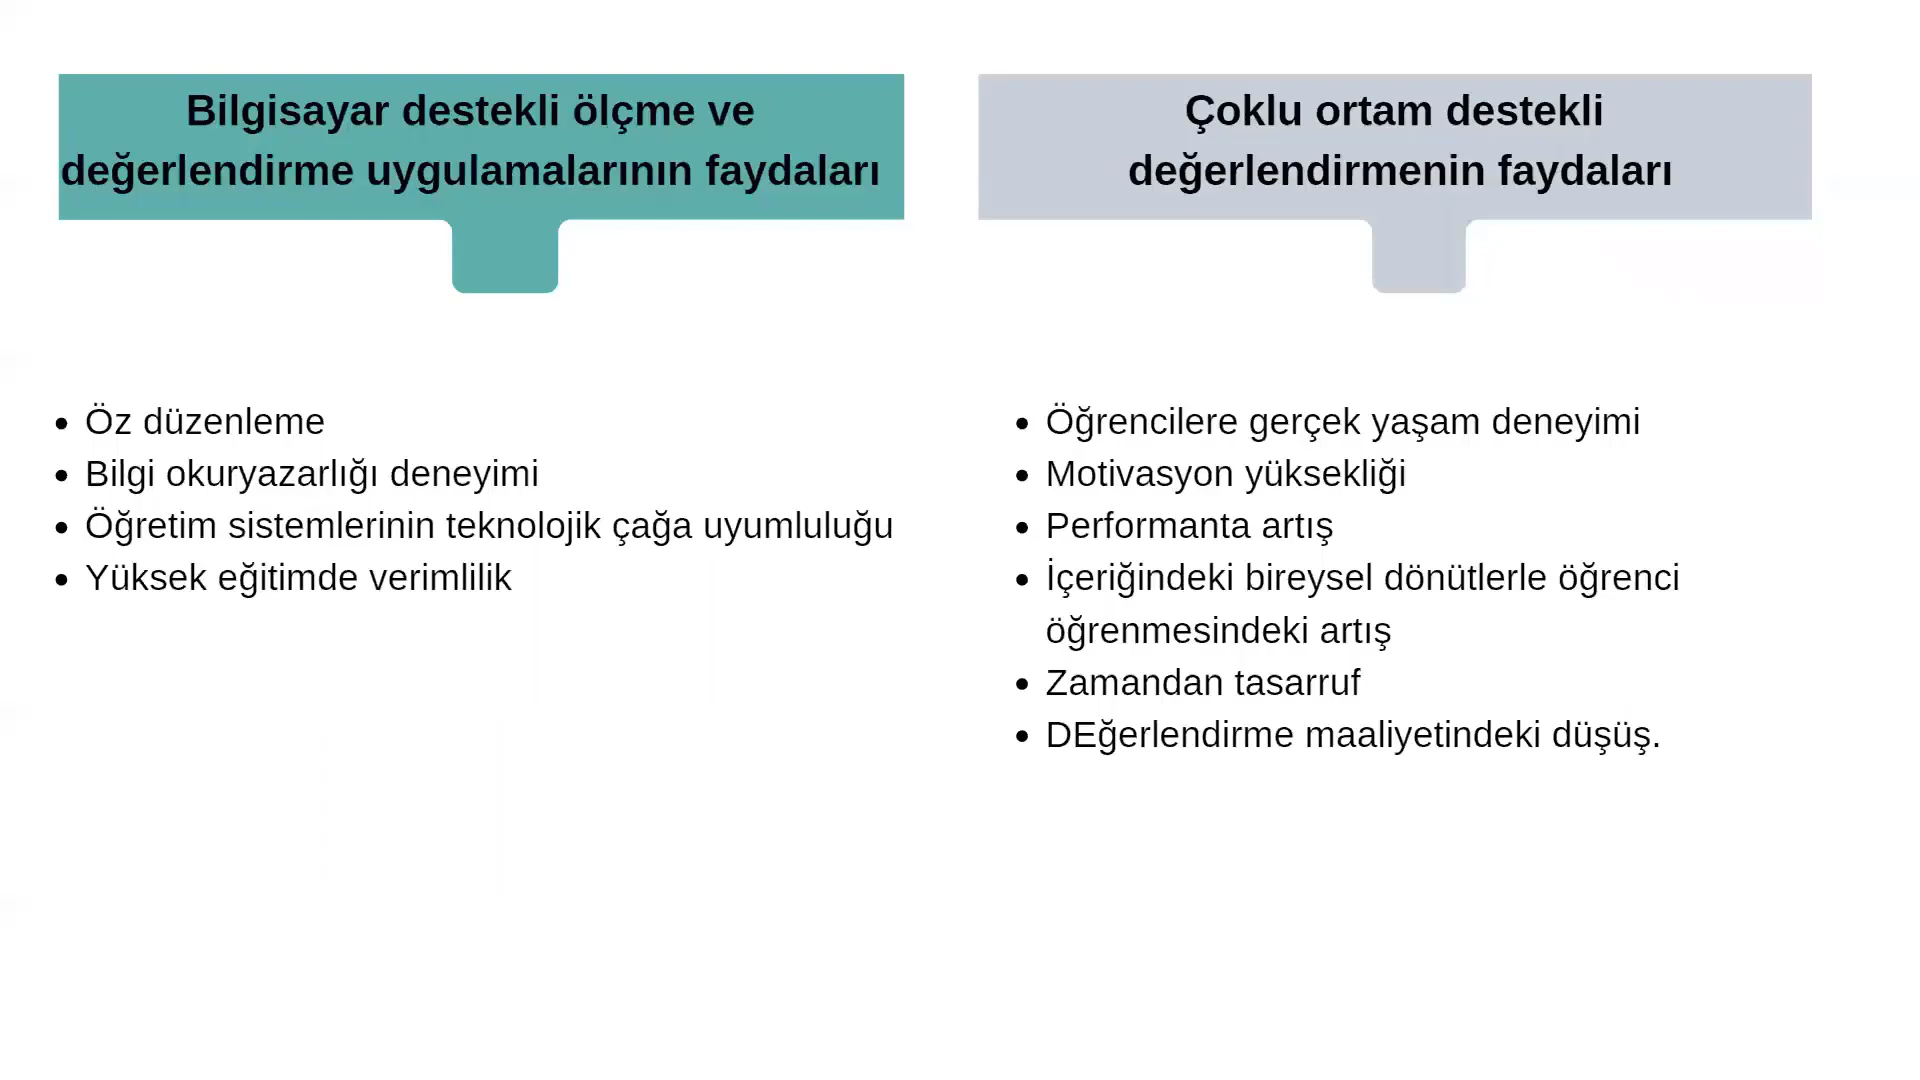 Bilgisayar destekli ölçme ve
değerlendirme uygulamalarının faydaları
Öz düzenleme
Bilgi okuryazarlığı deneyimi
Öğretim sistemlerinin teknolojik çağa uyumluluğu
Yüksek eğitimde verimlilik
Çoklu ortam destekli
değerlendirmenin faydaları
Öğrencilere gerçek yaşam deneyimi
Motivasyon yüksekliği
Performanta artış
İçeriğindeki bireysel dönütlerle öğrenci
öğrenmesindeki artış
Zamandan tasarruf
DEğerlendirme maaliyetindeki düşüş.